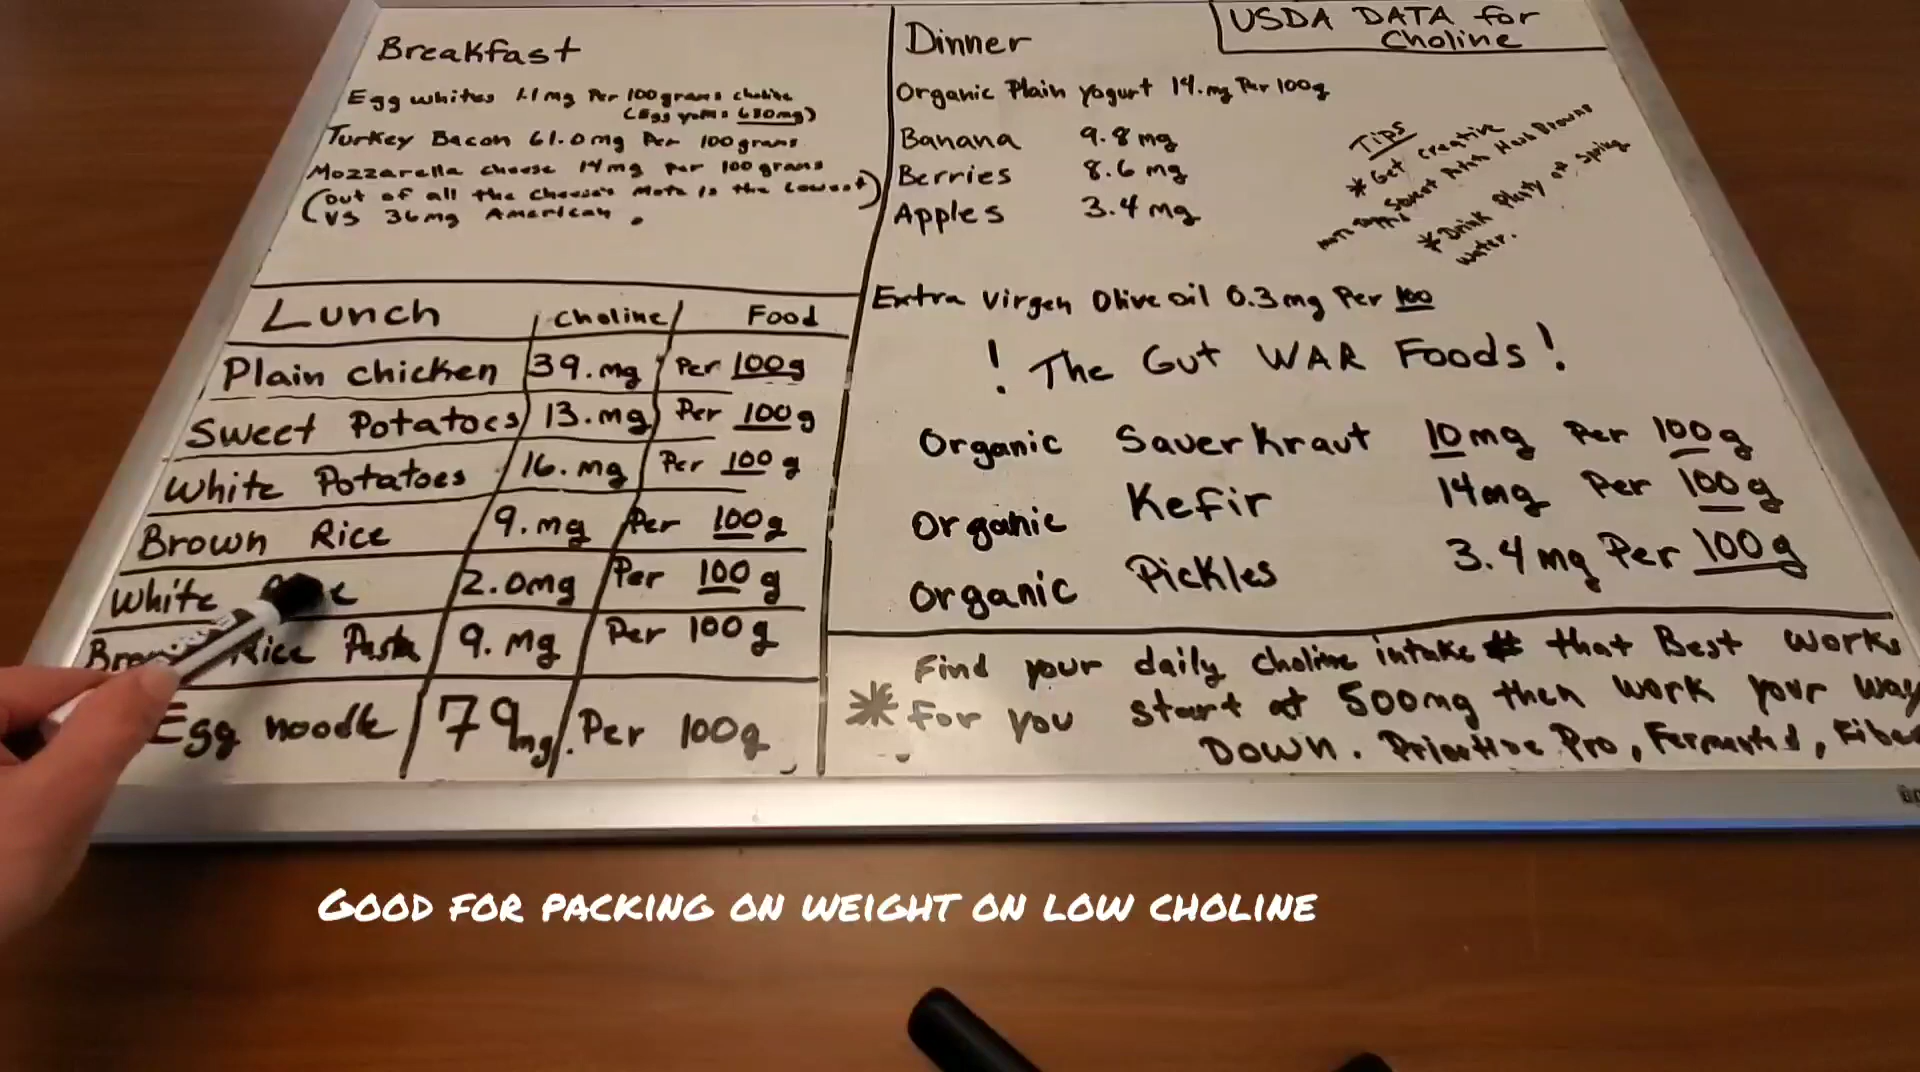 Breakfast
Egg whites 1.1mg Per 100grams choline
(Egg yolk = 680mg)
Turkey Bacon 61.0mg Per 100grams
Mozzarella cheese 14mg per 100grams
(out of all the cheese's Motz is the Lowest)
VS 36mg American.
Lunch choline Food
Plain chicken 39.mg Per 100g
Sweet Potatoes 13.mg Per 100g
White Potatoes 16.mg Per 100g
Brown Rice 9.mg Per 100g
White 2.0mg Per 100g
Rice Pasta 9.mg Per 100g
Egg noodle 79mg. Per 100g
USDA DATA for
Choline
Dinner
Organic Plain yogurt 14.mg Per 100g
Banana 9.8mg
Berries 8.6mg
Apples 3.4mg
Tips
* Get creative
Sweet Hash Browns
* Drink Plenty of Spring
Water.
Extra Virgen Olive oil 0.3mg Per 100
! The Gut WAR Foods!
Organic SauerKraut 10mg Per 100g
Organic Kefir 14mg Per 100g
Organic Pickles 3.4mg Per 100g
Find your daily choline intake # that Best works
* For you start at 500mg then work your way
DOWN. Pro, Fermented, Fiber
Good for packing on weight on low choline